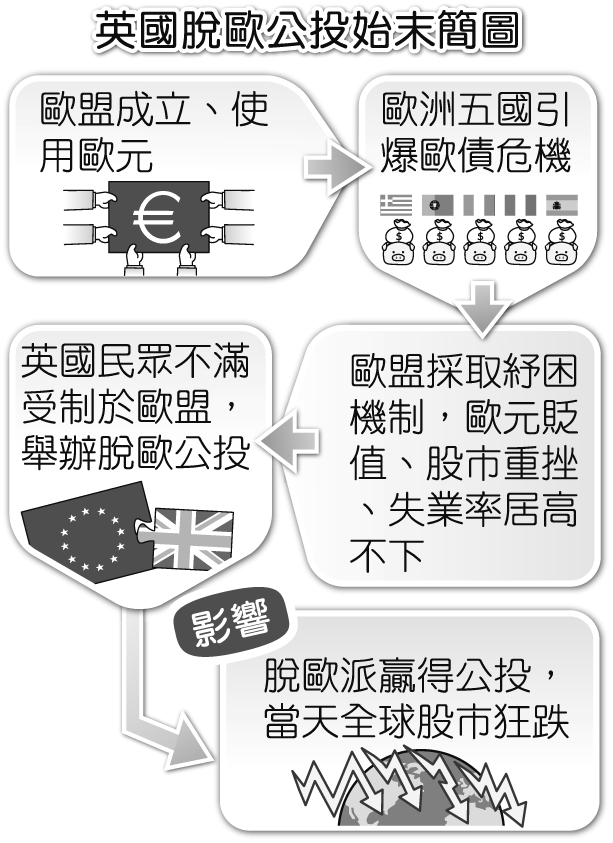 英國脫歐公投始末簡圖
歐盟成立、使
用歐元
€
歐洲五國引
爆歐債危機
$ $ $ $ $
歐盟採取紓困
機制，歐元貶
值、股市重挫
、失業率居高
不下
英國民眾不滿
受制於歐盟，
舉辦脫歐公投
影響
脫歐派贏得公投，
當天全球股市狂跌